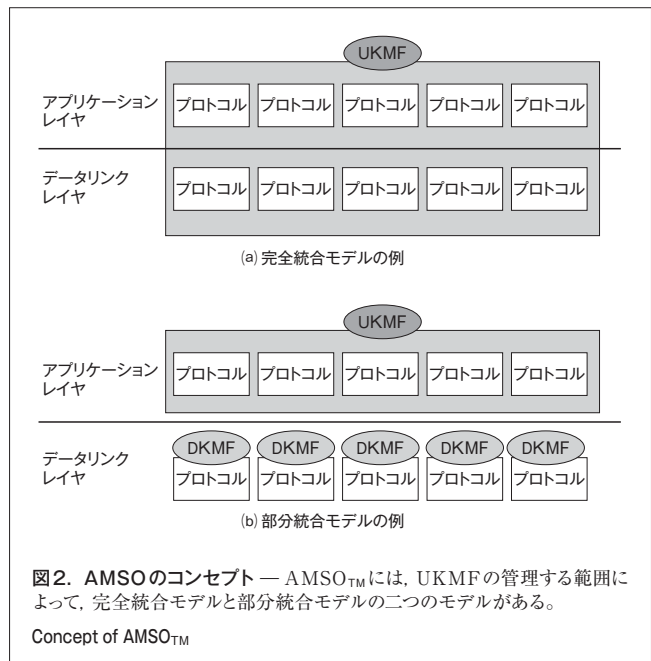 UKMF
アプリケーション
レイヤ
プロトコル プロトコル プロトコル プロトコル プロトコル
データリンク
レイヤ
プロトコル プロトコル プロトコル プロトコル プロトコル
(a) 完全統合モデルの例
UKMF
アプリケーション
レイヤ
プロトコル プロトコル プロトコル プロトコル プロトコル
DKMF DKMF DKMF DKMF DKMF
データリンク
レイヤ
プロトコル プロトコル プロトコル プロトコル プロトコル
(b) 部分統合モデルの例
図2. AMSOのコンセプト — AMSOTMには,UKMFの管理する範囲に
よって,完全統合モデルと部分統合モデルの二つのモデルがある。
Concept of AMSOTM